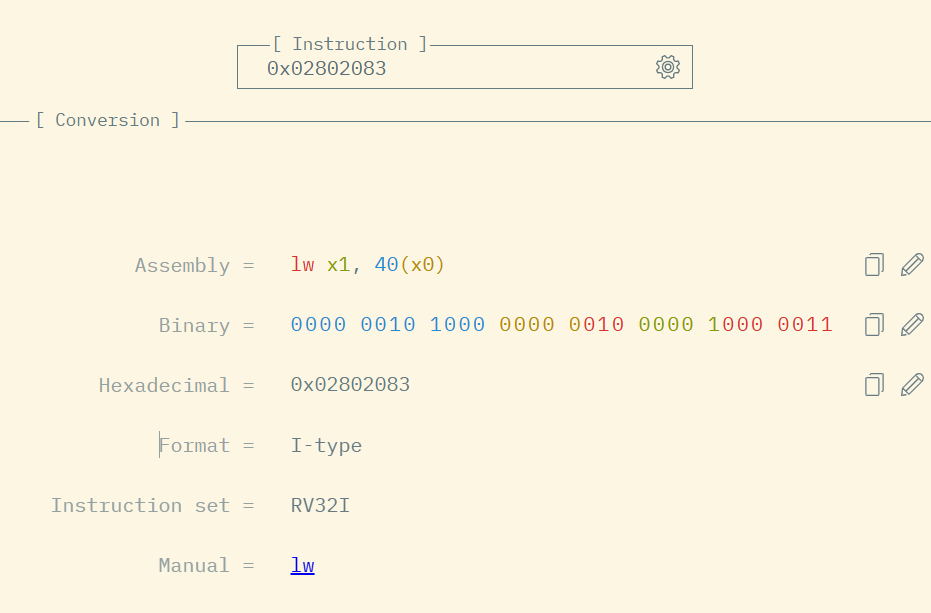 [ Instruction ]
0x02802083
[ Conversion ]
Assembly = lw x1, 40(x0)
Binary = 0000 0010 1000 0000 0010 0000 1000 0011
Hexadecimal = 0x02802083
Format = I-type
Instruction set = RV32I
Manual = lw